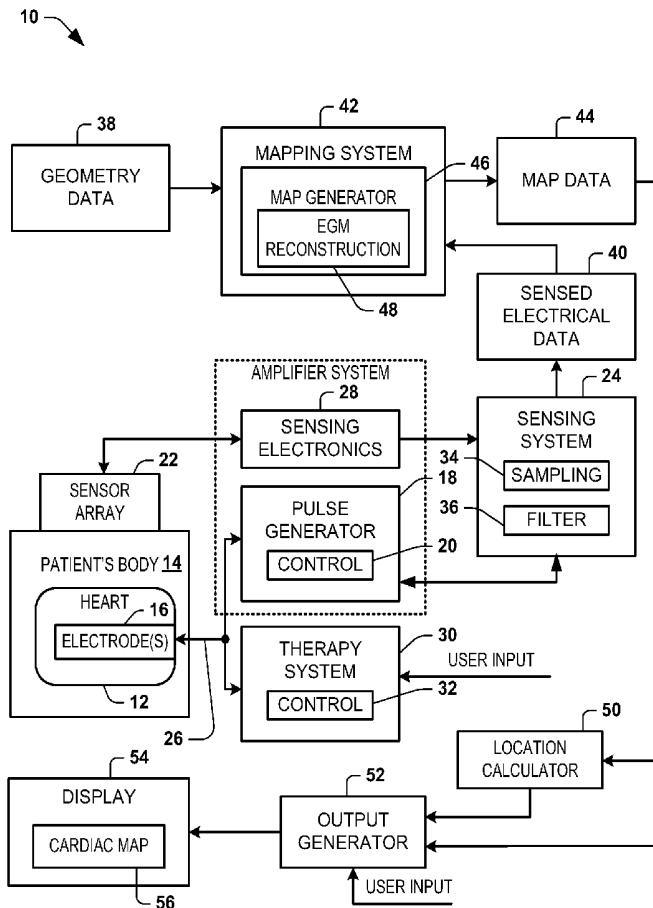 10
42
44
38
MAPPING SYSTEM
46
GEOMETRY
DATA
MAP DATA
MAP GENERATOR
EGM
RECONSTRUCTION
40
48
SENSED
ELECTRICAL
DATA
AMPLIFIER SYSTEM
28
24
SENSING
ELECTRONICS
SENSING
SYSTEM
22
34
SAMPLING
SENSOR
ARRAY
18
PULSE
GENERATOR
36
FILTER
CONTROL
20
PATIENT'S BODY 14
HEART
16
ELECTRODE(S)
30
THERAPY
SYSTEM
USER INPUT
CONTROL
32
12
26
50
LOCATION
CALCULATOR
54
52
DISPLAY
OUTPUT
GENERATOR
CARDIAC MAP
56
USER INPUT